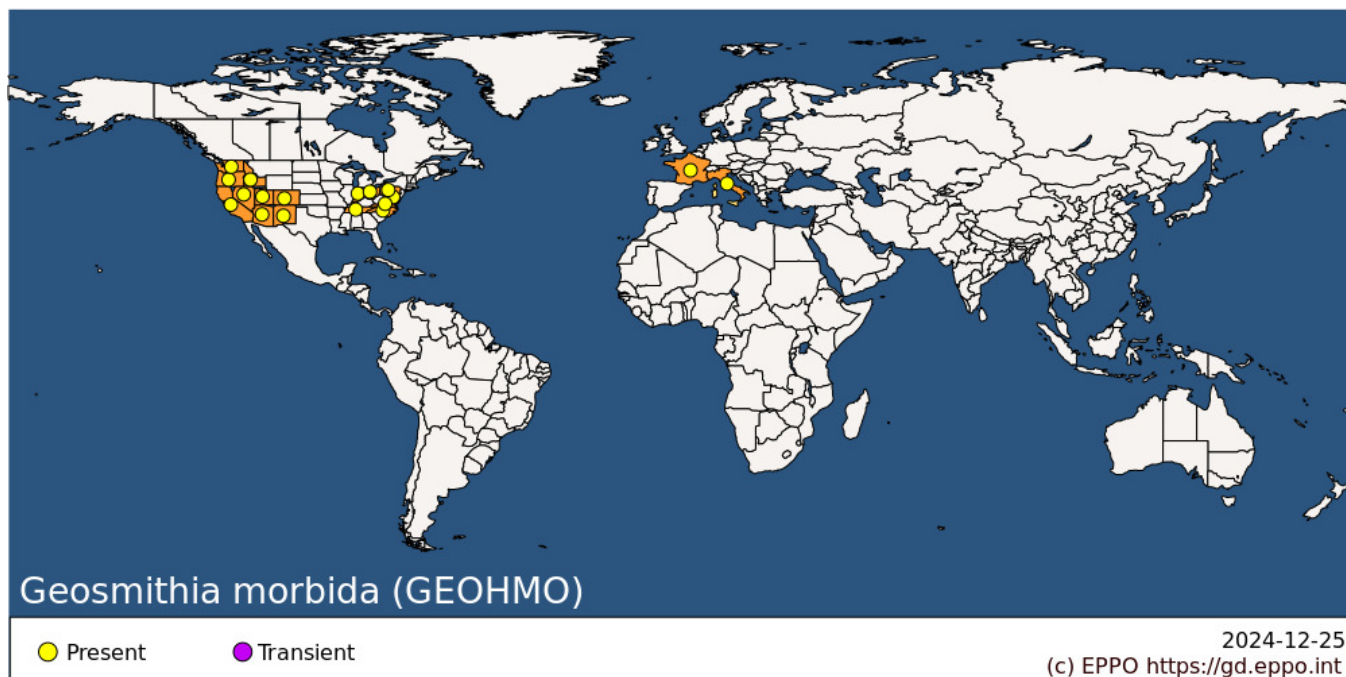 Geosmithia morbida (GEOHMO)
Present
Transient
2024-12-25
(c) EPPO https://gd.eppo.int